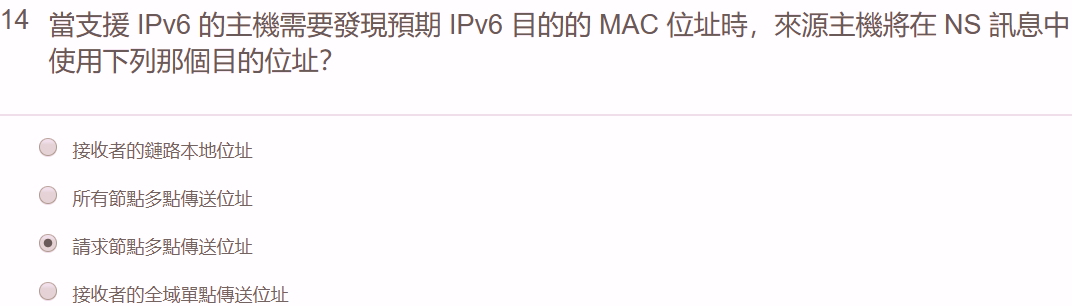 14 當支援 IPv6 的主機需要發現預期 IPv6 目的的 MAC 位址時，來源主機將在 NS 訊息中
使用下列那個目的位址？
接收者的鏈路本地位址
所有節點多點傳送位址
請求節點多點傳送位址
接收者的全域單點傳送位址